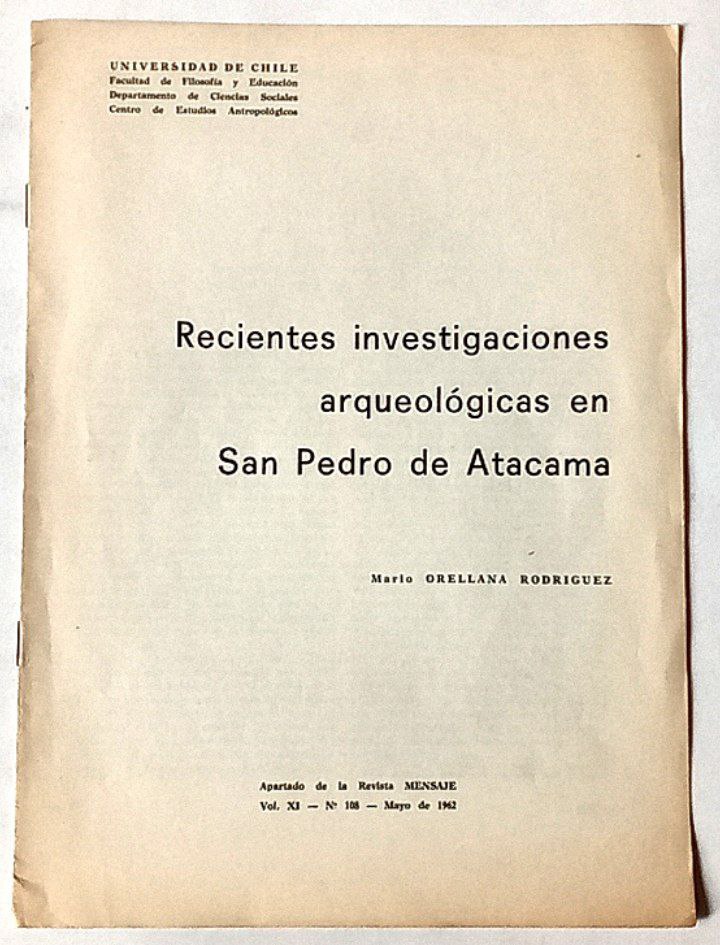 UNIVERSIDAD DE CHILE
Facultad de Filosofía y Educación
Departamento de Ciencias Sociales
Centro de Estudios Antropológicos
Recientes investigaciones
arqueológicas en
San Pedro de Atacama
Mario ORELLANA RODRIGUEZ
Apartado de la Revista MENSAJE
Vol. XI — Nº 108 — Mayo de 1962